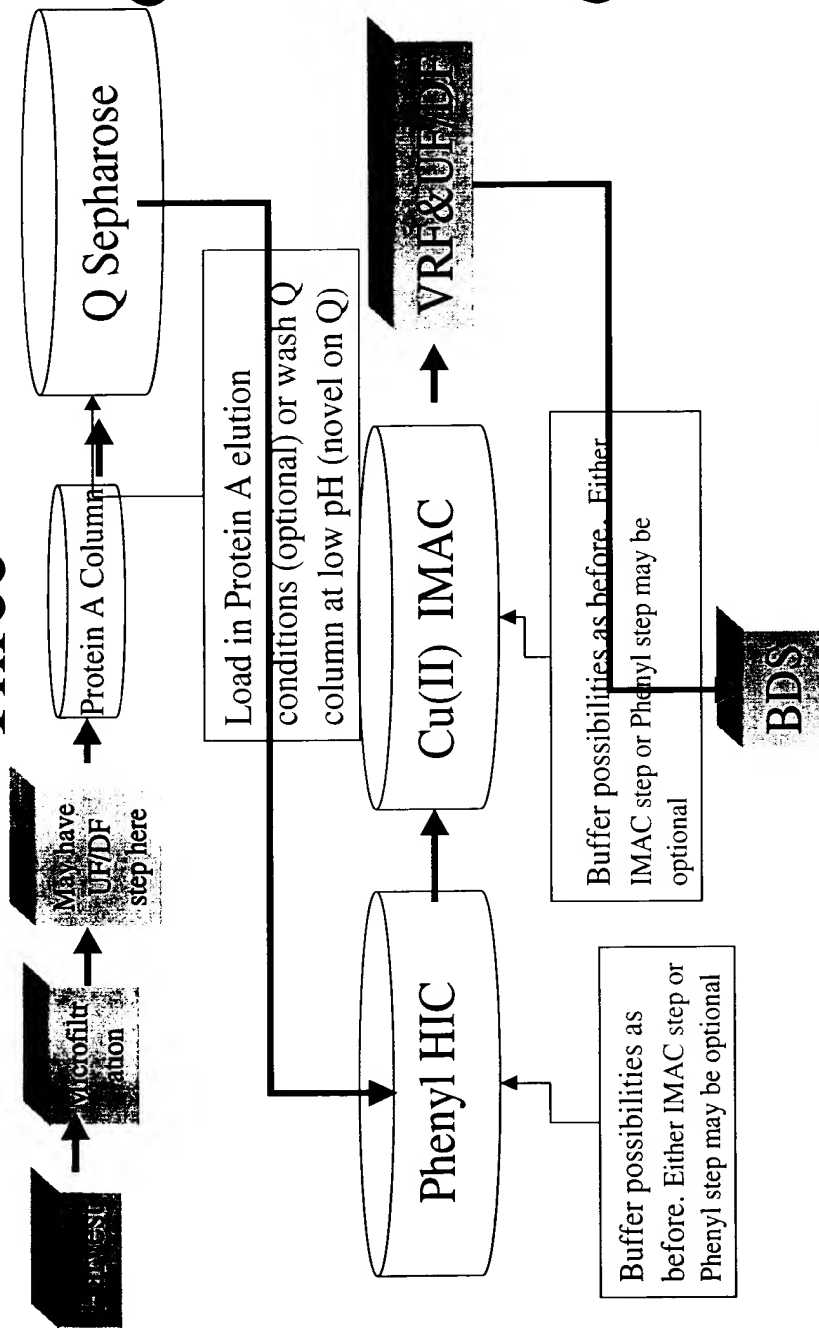 Microfiltr
ation
May have
UF/DF
step here
Protein A Column
Q Sepharose
Load in Protein A elution
conditions (optional) or wash Q
column at low pH (novel on Q)
Phenyl HIC
Cu(II) IMAC
VRF&UF/DF
Buffer possibilities as
before. Either IMAC step or
Phenyl step may be optional
Buffer possibilities as before. Either
IMAC step or Phenyl step may be
optional
BDS